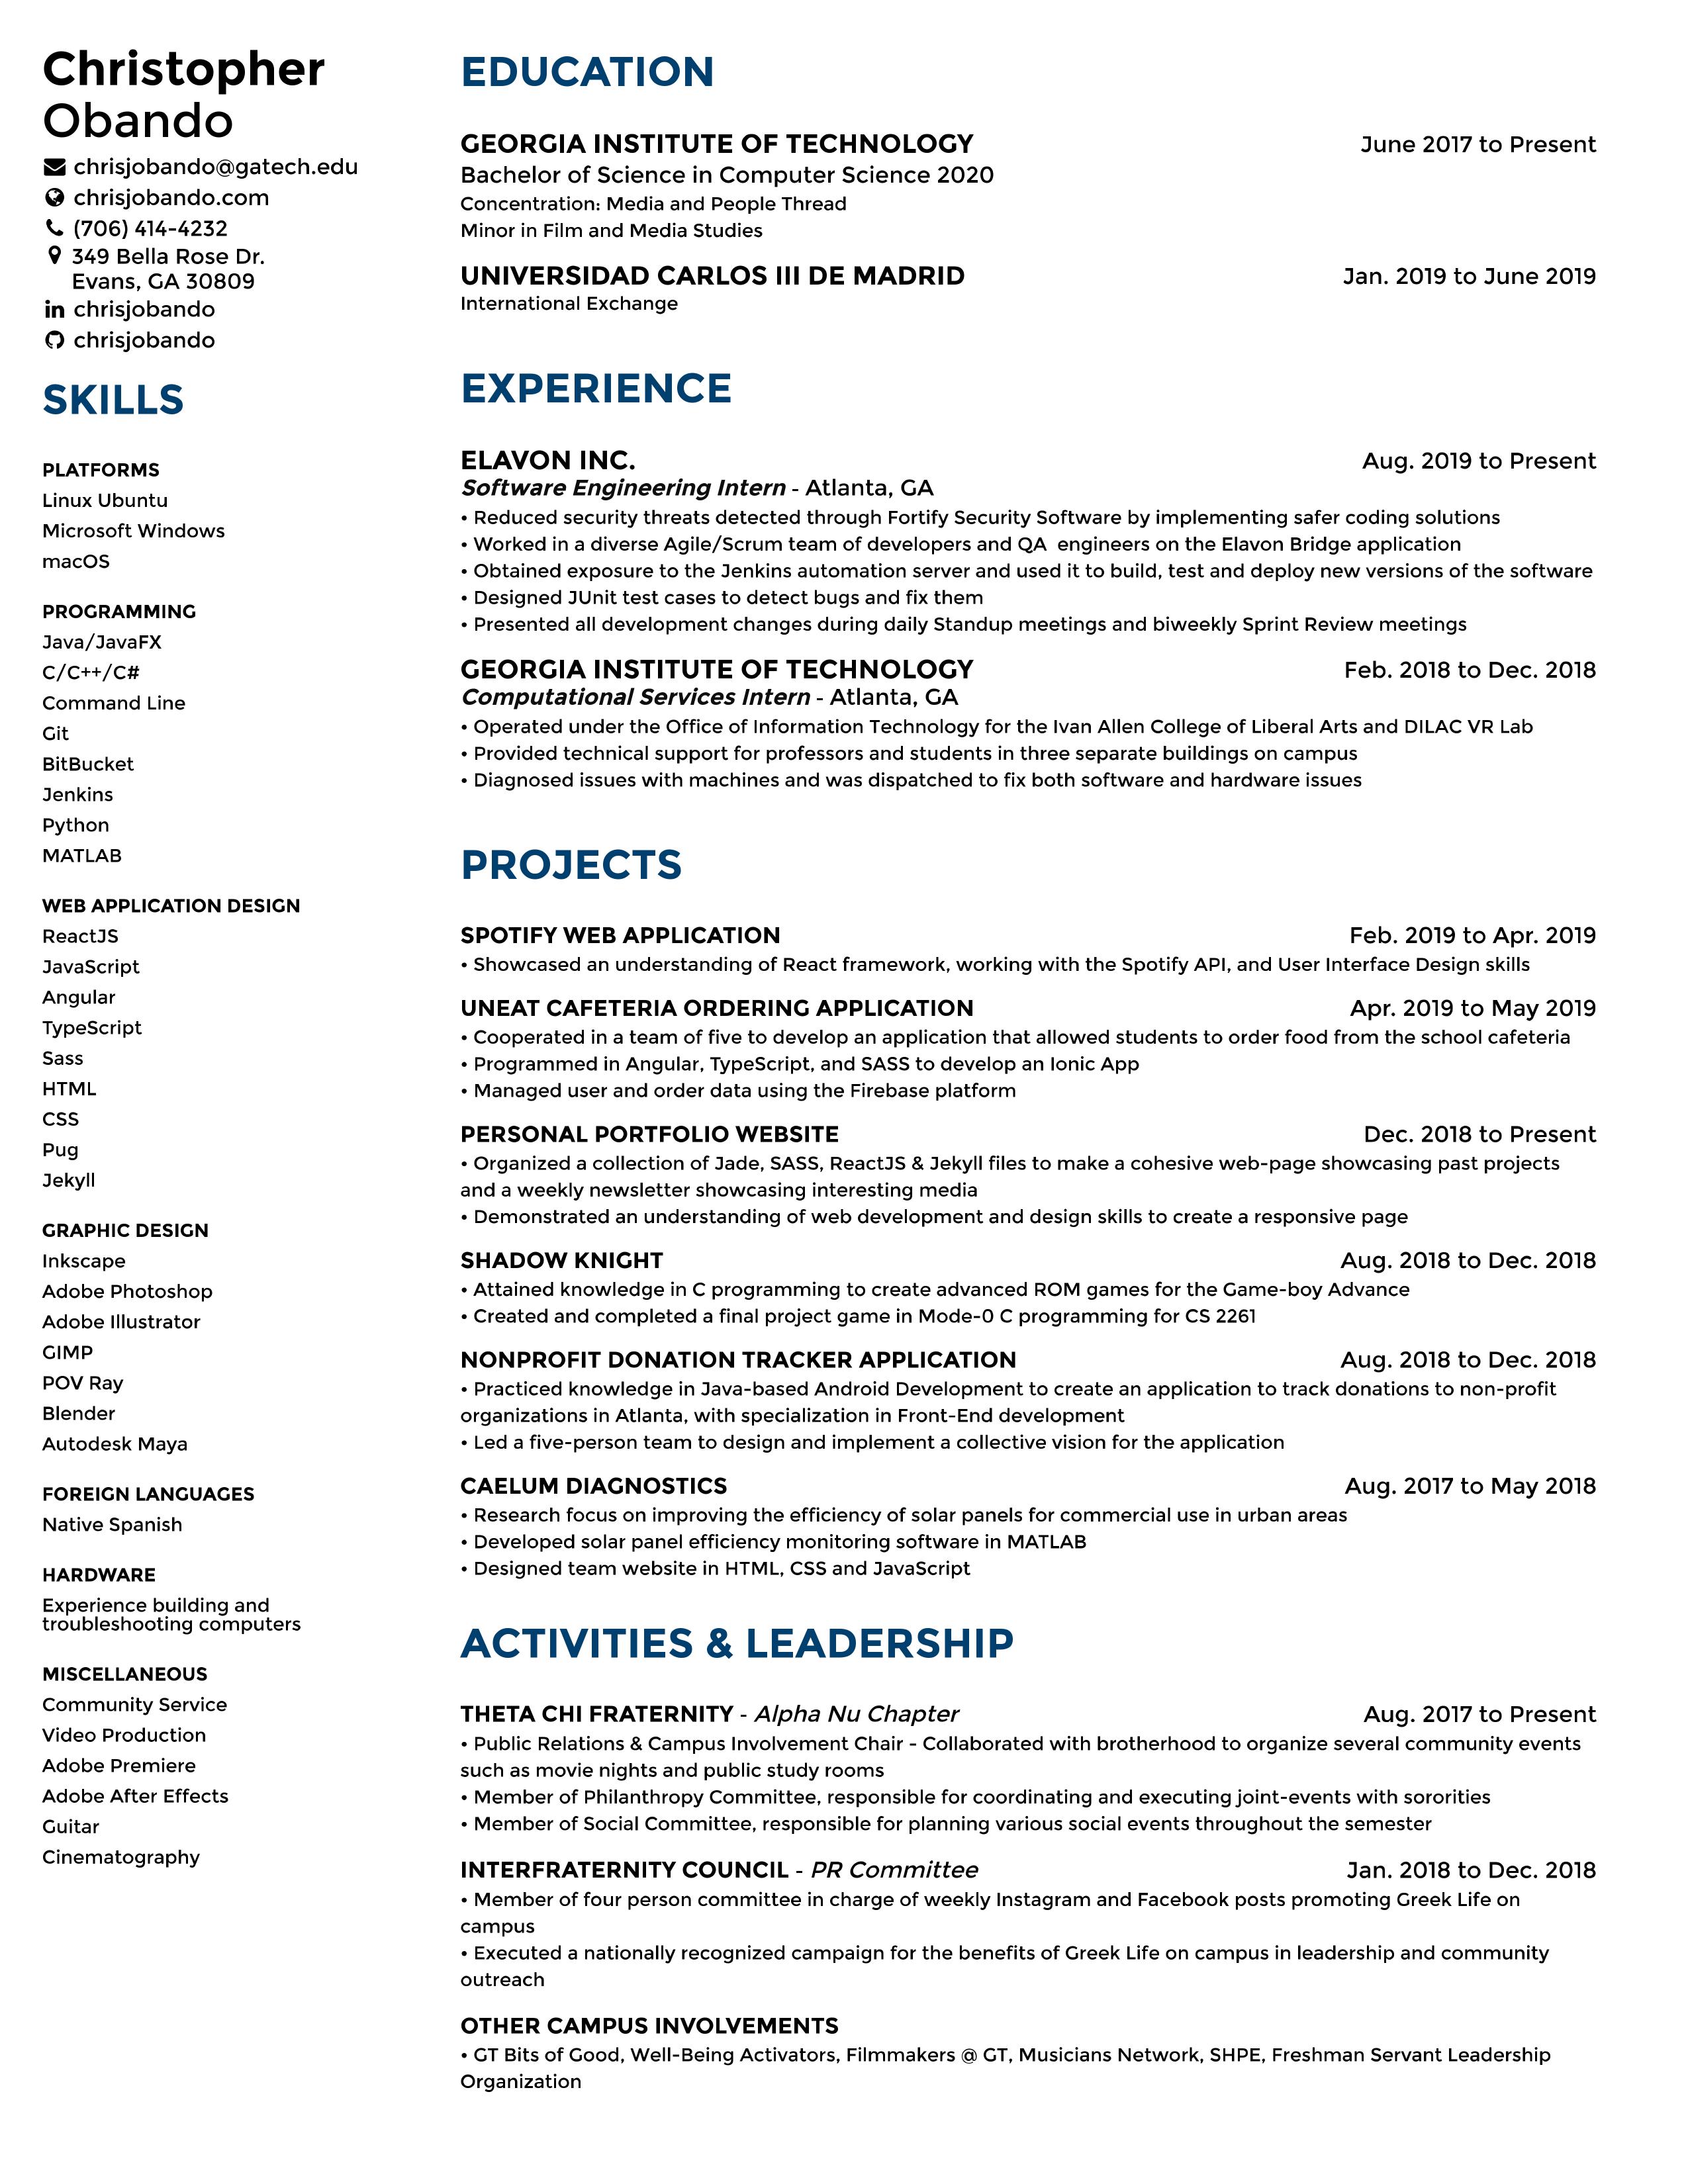 Christopher
Obando
chrisjobando@gatech.edu
chrisjobando.com
(706) 414-4232
349 Bella Rose Dr.
Evans, GA 30809
chrisjobando
chrisjobando
SKILLS
PLATFORMS
Linux Ubuntu
Microsoft Windows
macOS
PROGRAMMING
Java/JavaFX
C/C++/C#
Command Line
Git
BitBucket
Jenkins
Python
MATLAB
WEB APPLICATION DESIGN
ReactJS
JavaScript
Angular
TypeScript
Sass
HTML
CSS
Pug
Jekyll
GRAPHIC DESIGN
Inkscape
Adobe Photoshop
Adobe Illustrator
GIMP
POV Ray
Blender
Autodesk Maya
FOREIGN LANGUAGES
Native Spanish
HARDWARE
Experience building and
troubleshooting computers
MISCELLANEOUS
Community Service
Video Production
Adobe Premiere
Adobe After Effects
Guitar
Cinematography
EDUCATION
GEORGIA INSTITUTE OF TECHNOLOGY June 2017 to Present
Bachelor of Science in Computer Science 2020
Concentration: Media and People Thread
Minor in Film and Media Studies
UNIVERSIDAD CARLOS III DE MADRID Jan. 2019 to June 2019
International Exchange
EXPERIENCE
ELAVON INC. Aug. 2019 to Present
Software Engineering Intern - Atlanta, GA
• Reduced security threats detected through Fortify Security Software by implementing safer coding solutions
• Worked in a diverse Agile/Scrum team of developers and QA engineers on the Elavon Bridge application
• Obtained exposure to the Jenkins automation server and used it to build, test and deploy new versions of the software
• Designed JUnit test cases to detect bugs and fix them
• Presented all development changes during daily Standup meetings and biweekly Sprint Review meetings
GEORGIA INSTITUTE OF TECHNOLOGY Feb. 2018 to Dec. 2018
Computational Services Intern - Atlanta, GA
• Operated under the Office of Information Technology for the Ivan Allen College of Liberal Arts and DILAC VR Lab
• Provided technical support for professors and students in three separate buildings on campus
• Diagnosed issues with machines and was dispatched to fix both software and hardware issues
PROJECTS
SPOTIFY WEB APPLICATION Feb. 2019 to Apr. 2019
• Showcased an understanding of React framework, working with the Spotify API, and User Interface Design skills
UNEAT CAFETERIA ORDERING APPLICATION Apr. 2019 to May 2019
• Cooperated in a team of five to develop an application that allowed students to order food from the school cafeteria
• Programmed in Angular, TypeScript, and SASS to develop an Ionic App
• Managed user and order data using the Firebase platform
PERSONAL PORTFOLIO WEBSITE Dec. 2018 to Present
• Organized a collection of Jade, SASS, ReactJS & Jekyll files to make a cohesive web-page showcasing past projects
and a weekly newsletter showcasing interesting media
• Demonstrated an understanding of web development and design skills to create a responsive page
SHADOW KNIGHT Aug. 2018 to Dec. 2018
• Attained knowledge in C programming to create advanced ROM games for the Game-boy Advance
• Created and completed a final project game in Mode-0 C programming for CS 2261
NONPROFIT DONATION TRACKER APPLICATION Aug. 2018 to Dec. 2018
• Practiced knowledge in Java-based Android Development to create an application to track donations to non-profit
organizations in Atlanta, with specialization in Front-End development
• Led a five-person team to design and implement a collective vision for the application
CAELUM DIAGNOSTICS Aug. 2017 to May 2018
• Research focus on improving the efficiency of solar panels for commercial use in urban areas
• Developed solar panel efficiency monitoring software in MATLAB
• Designed team website in HTML, CSS and JavaScript
ACTIVITIES & LEADERSHIP
THETA CHI FRATERNITY - Alpha Nu Chapter Aug. 2017 to Present
• Public Relations & Campus Involvement Chair - Collaborated with brotherhood to organize several community events
such as movie nights and public study rooms
• Member of Philanthropy Committee, responsible for coordinating and executing joint-events with sororities
• Member of Social Committee, responsible for planning various social events throughout the semester
INTERFRATERNITY COUNCIL - PR Committee Jan. 2018 to Dec. 2018
• Member of four person committee in charge of weekly Instagram and Facebook posts promoting Greek Life on
campus
• Executed a nationally recognized campaign for the benefits of Greek Life on campus in leadership and community
outreach
OTHER CAMPUS INVOLVEMENTS
• GT Bits of Good, Well-Being Activators, Filmmakers @ GT, Musicians Network, SHPE, Freshman Servant Leadership
Organization